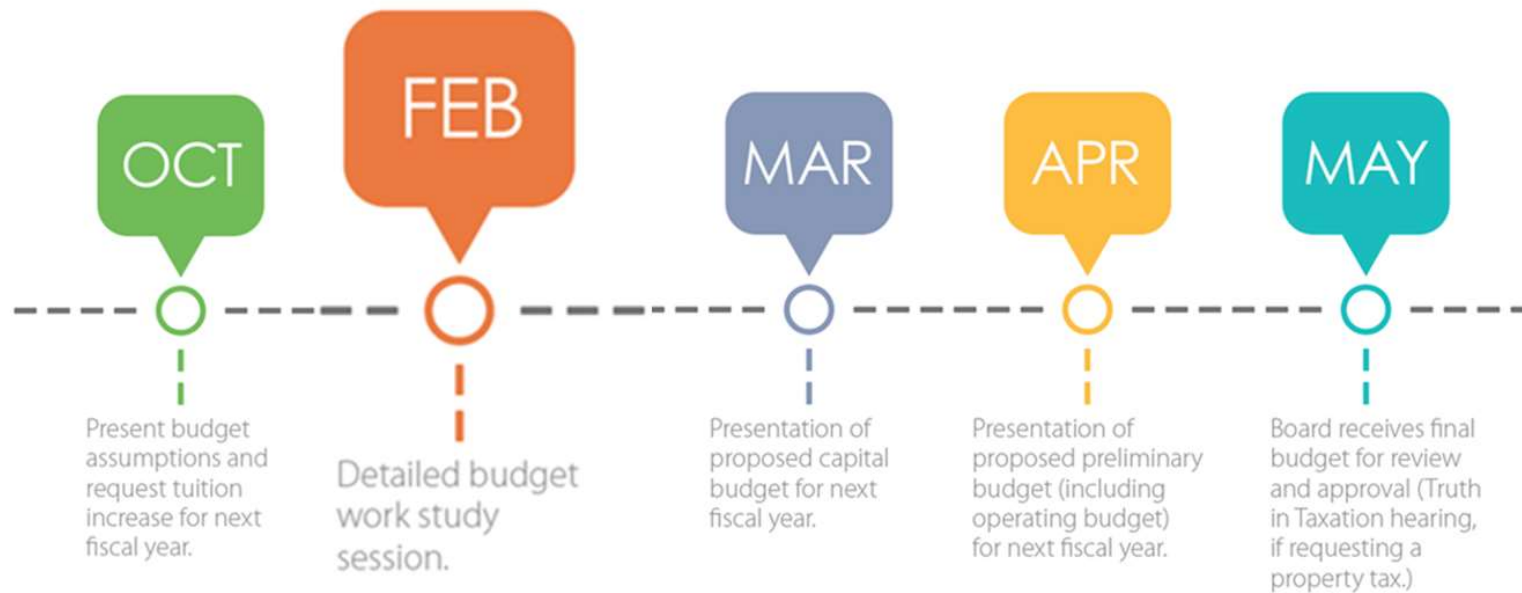 OCT
FEB
MAR
APR
MAY
Present budget
assumptions and
request tuition
increase for next
fiscal year.
Detailed budget
work study
session.
Presentation of
proposed capital
budget for next
fiscal year.
Presentation of
proposed preliminary
budget (including
operating budget)
for next fiscal year.
Board receives final
budget for review
and approval (Truth
in Taxation hearing,
if requesting a
property tax.)